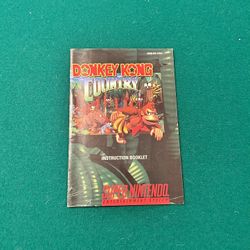 DONKEY KONG
COUNTRY
INSTRUCTION BOOKLET
SUPER NINTENDO
ENTERTAINMENT SYSTEM